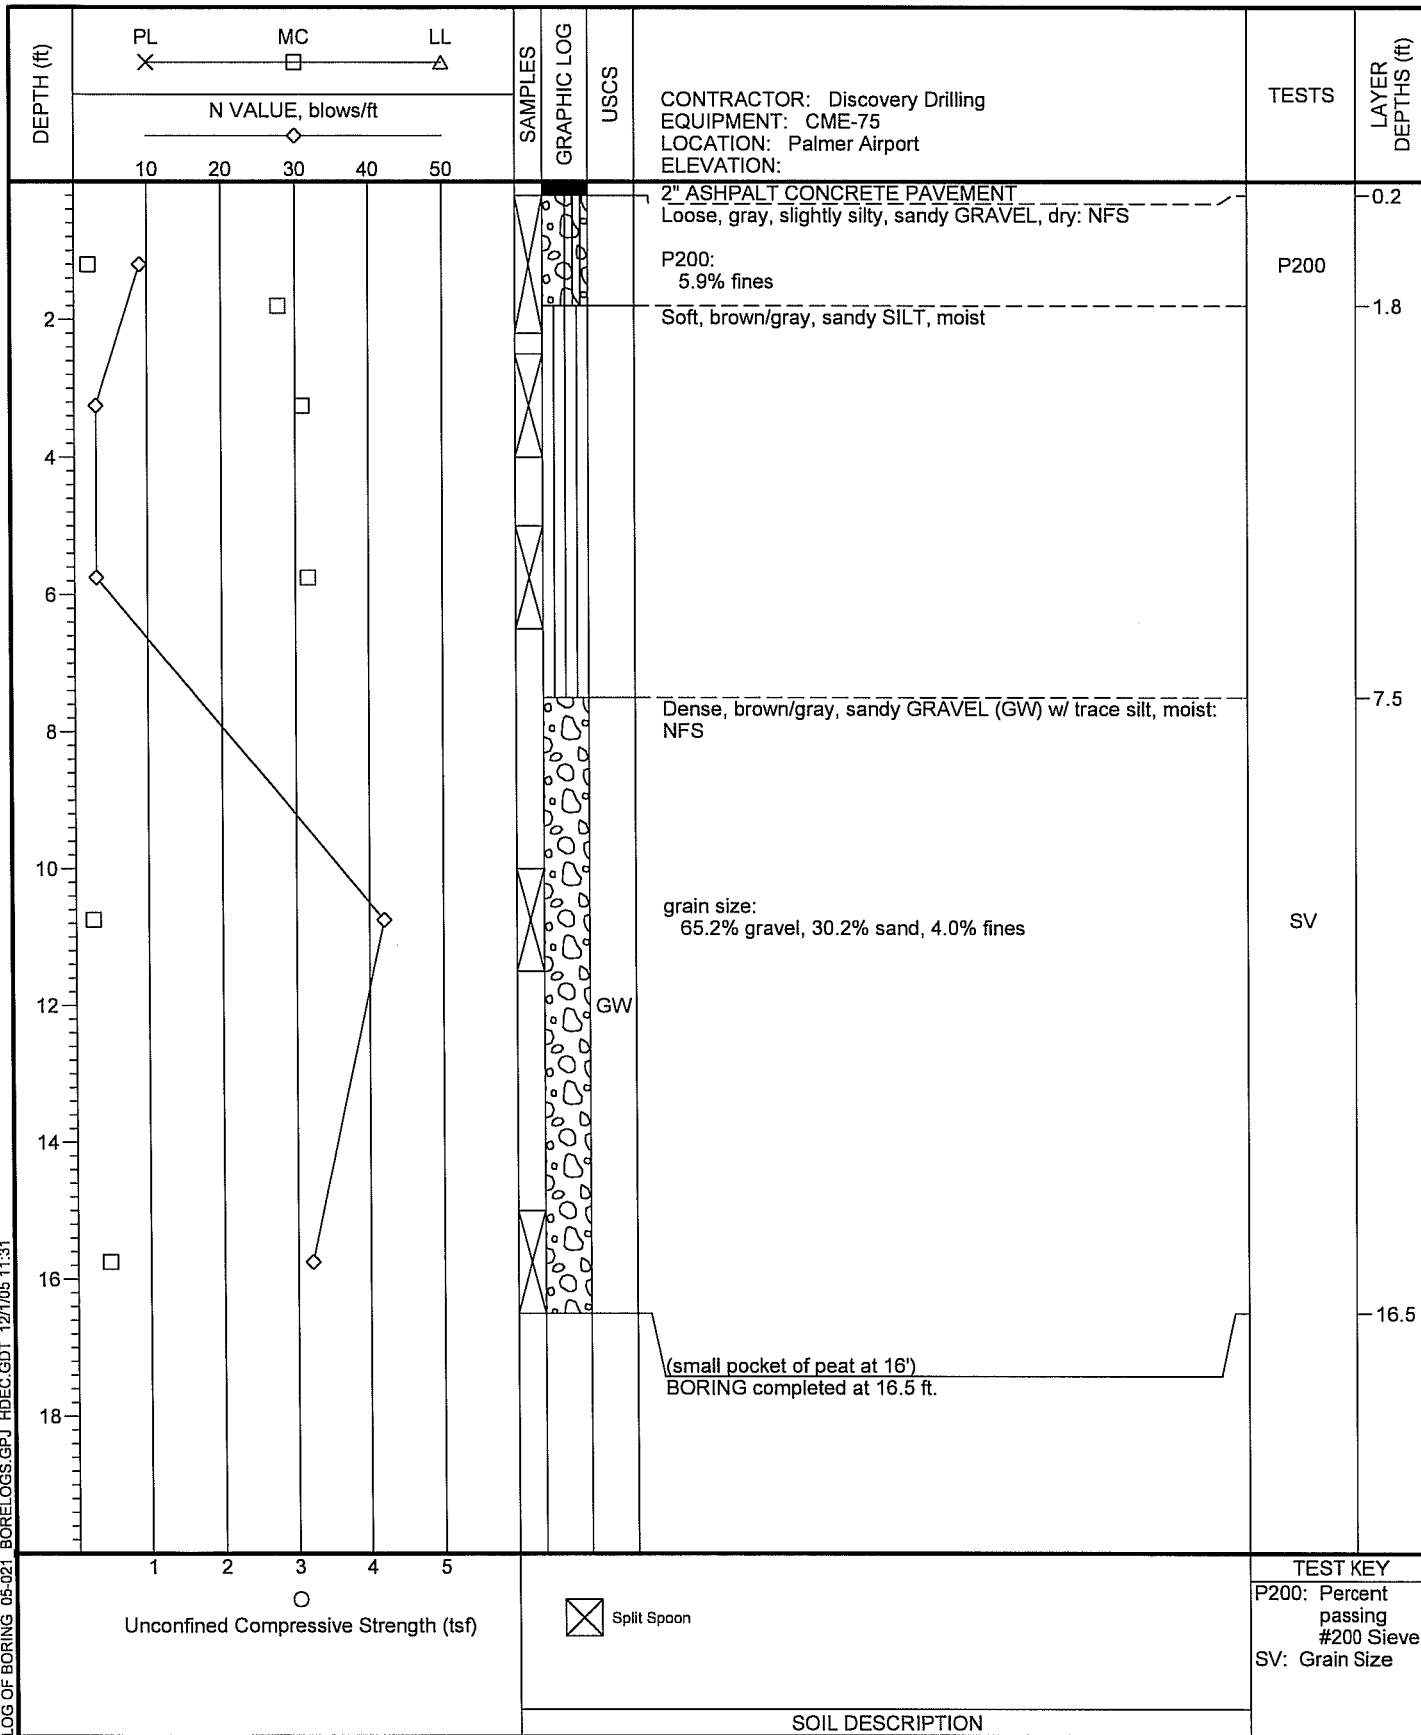 DEPTH (ft)
PL MC LL
N VALUE, blows/ft
10 20 30 40 50
SAMPLES
GRAPHIC LOG
USCS
CONTRACTOR: Discovery Drilling
EQUIPMENT: CME-75
LOCATION: Palmer Airport
ELEVATION:
TESTS
LAYER
DEPTHS (ft)
2" ASHPALT CONCRETE PAVEMENT
0.2
Loose, gray, slightly silty, sandy GRAVEL, dry: NFS
P200:
5.9% fines
P200
1.8
2
Soft, brown/gray, sandy SILT, moist
4
6
7.5
Dense, brown/gray, sandy GRAVEL (GW) w/ trace silt, moist:
NFS
8
10
grain size:
65.2% gravel, 30.2% sand, 4.0% fines
SV
12
GW
14
16
16.5
(small pocket of peat at 16')
BORING completed at 16.5 ft.
18
1 2 3 4 5
Unconfined Compressive Strength (tsf)
Split Spoon
TEST KEY
P200: Percent
passing
#200 Sieve
SV: Grain Size
SOIL DESCRIPTION
LOG OF BORING 05-021 BORELOGS.GPJ HDEC.GDT 12/1/05 11:31